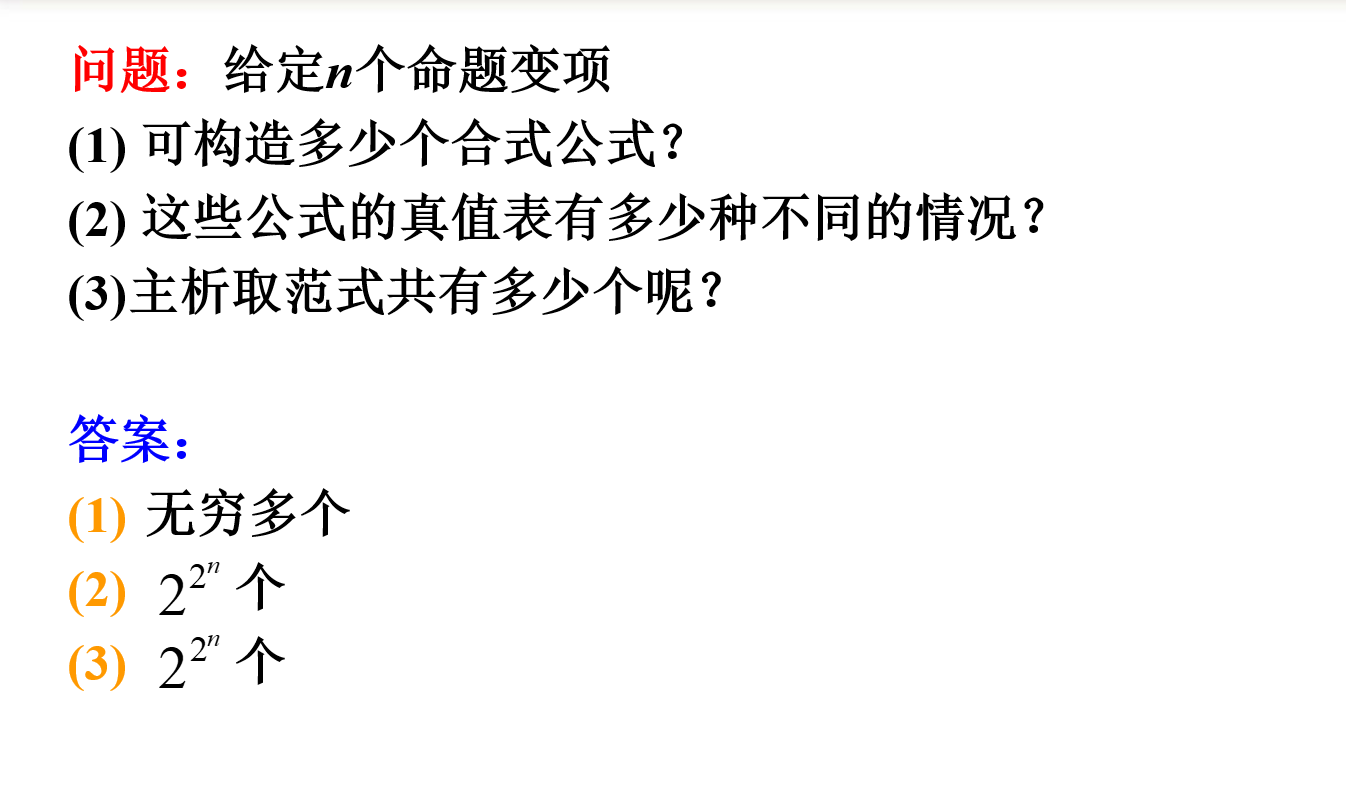 问题：给定n个命题变项
(1) 可构造多少个合式公式？
(2) 这些公式的真值表有多少种不同的情况？
(3)主析取范式共有多少个呢？
答案：
(1) 无穷多个
(2) 2^{2^n} 个
(3) 2^{2^n} 个